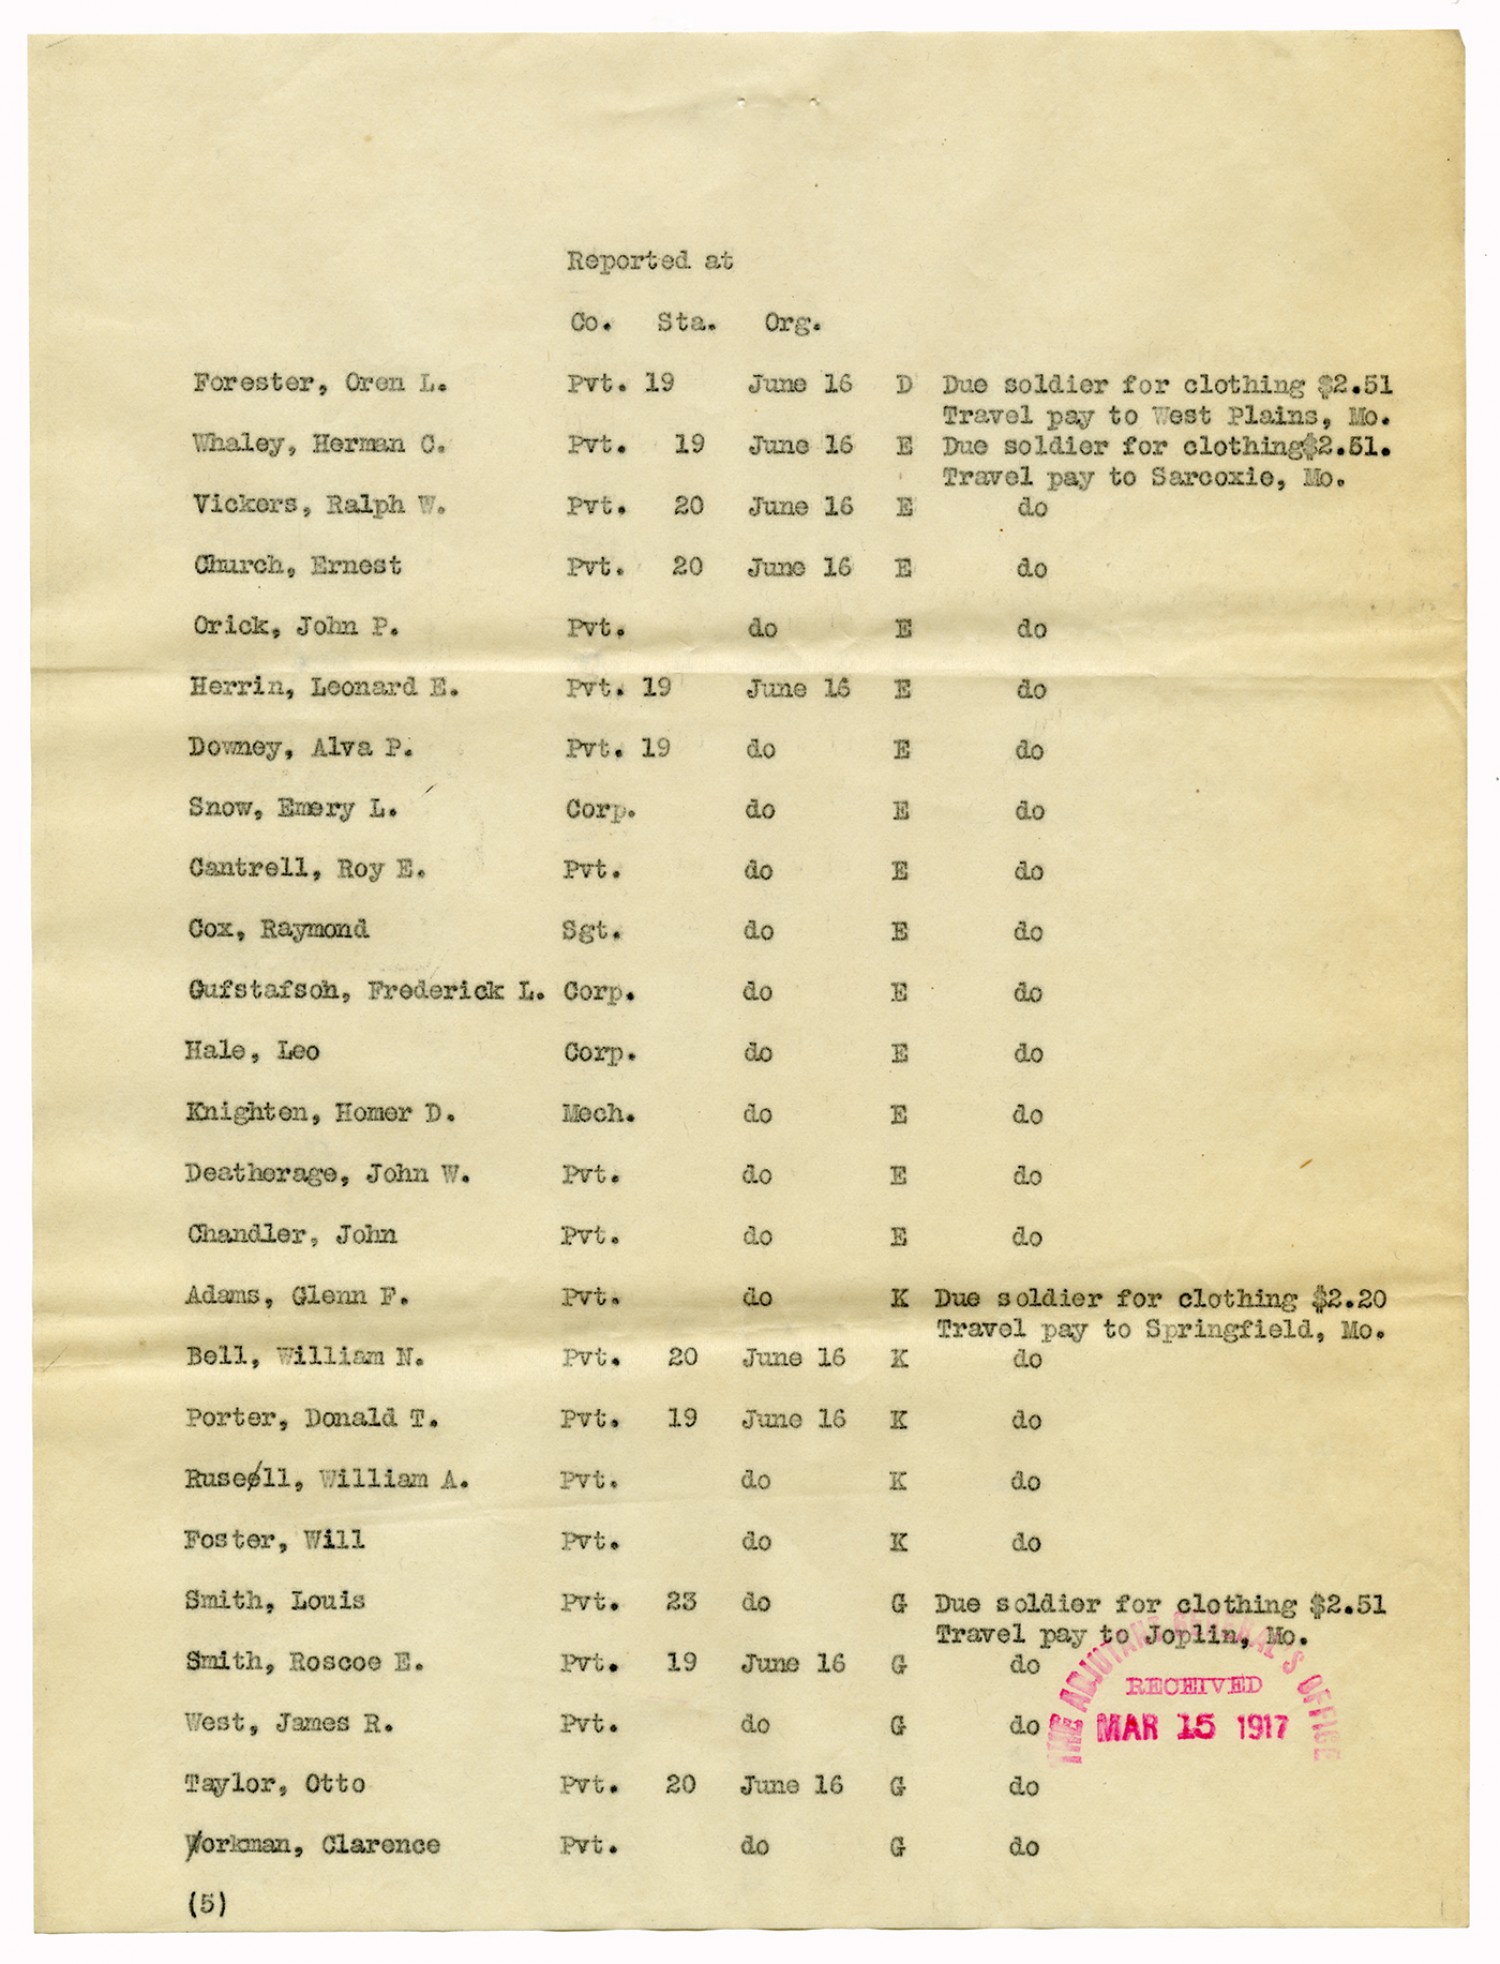 Reported at
Co. Sta. Org.
Forester, Oren L. Pvt. 19 June 16 D Due soldier for clothing $2.51
Travel pay to West Plains, Mo.
Whaley, Herman C. Pvt. 19 June 16 E Due soldier for clothing$2.51.
Travel pay to Sarcoxie, Mo.
Vickers, Ralph W. Pvt. 20 June 16 E do
Church, Ernest Pvt. 20 June 16 E do
Orick, John P. Pvt. do E do
Herrin, Leonard E. Pvt. 19 June 16 E do
Downey, Alva P. Pvt. 19 do E do
Snow, Emery L. Corp. do E do
Cantrell, Roy E. Pvt. do E do
Cox, Raymond Sgt. do E do
Gufstafson, Frederick L. Corp. do E do
Hale, Leo Corp. do E do
Knighten, Homer D. Mech. do E do
Deatherage, John W. Pvt. do E do
Chandler, John Pvt. do E do
Adams, Glenn F. Pvt. do K Due soldier for clothing $2.20
Travel pay to Springfield, Mo.
Bell, William N. Pvt. 20 June 16 K do
Porter, Donald T. Pvt. 19 June 16 K do
Ruseøll, William A. Pvt. do K do
Foster, Will Pvt. do K do
Smith, Louis Pvt. 23 do G Due soldier for clothing $2.51
Travel pay to Joplin, Mo.
Smith, Roscoe E. Pvt. 19 June 16 G do
West, James R. Pvt. do G do
Taylor, Otto Pvt. 20 June 16 G do
Workman, Clarence Pvt. do G do
THE ADJUTANT GENERAL'S OFFICE
RECEIVED
MAR 15 1917
(5)